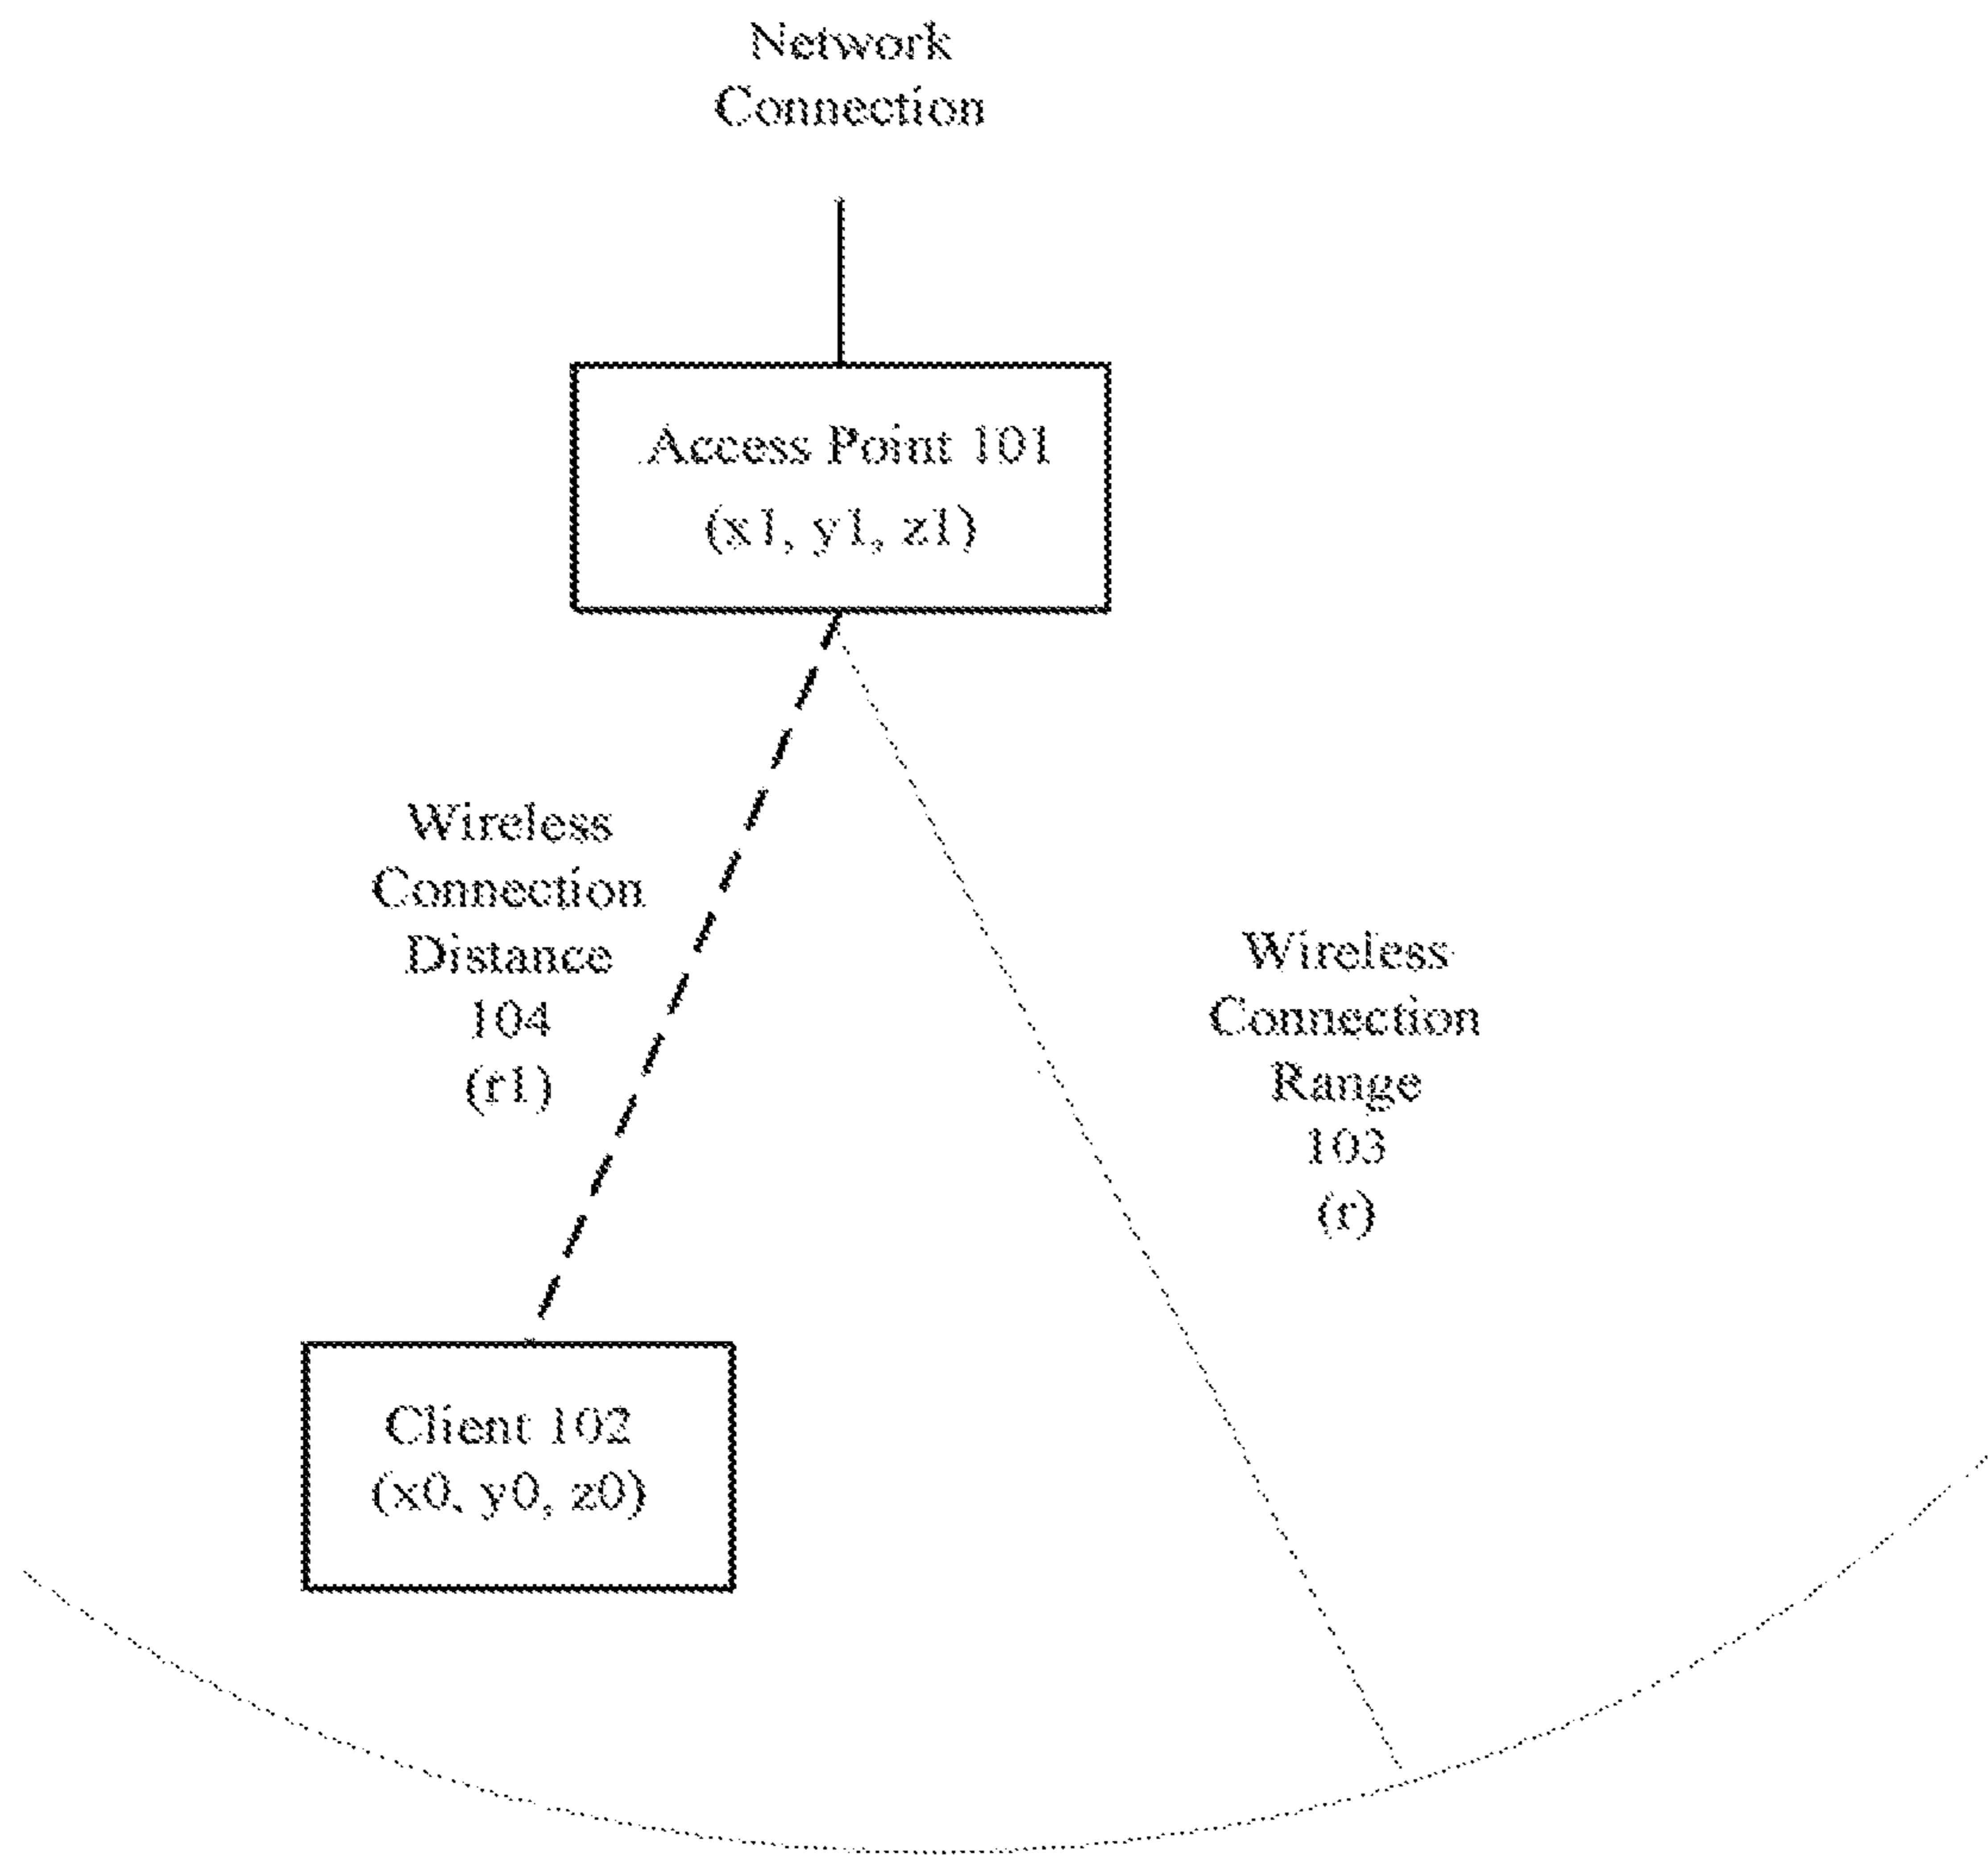 Network
Connection
Access Point 101
(x1, y1, z1)
Wireless
Connection
Distance
104
(r1)
Wireless
Connection
Range
103
(r)
Client 102
(x0, y0, z0)